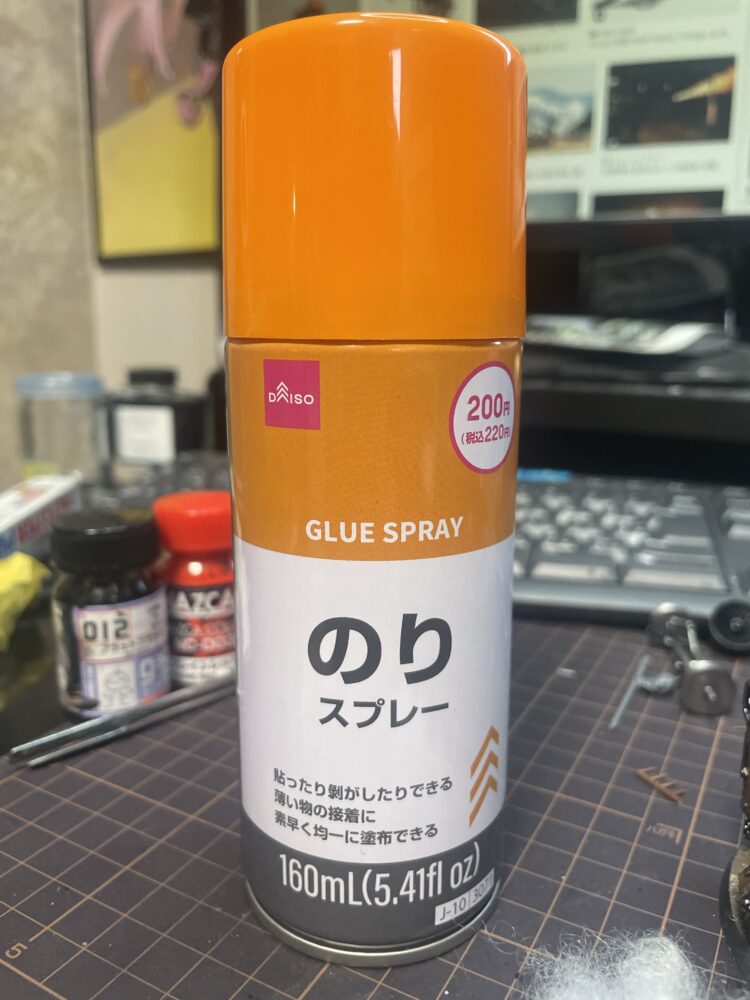 DAISO
200円
(税込220円)
GLUE SPRAY
のり
スプレー
貼ったり剥がしたりできる
薄い物の接着に
素早く均一に塗布できる
160mL(5.41fl oz)
J-10
012
AZCA
5